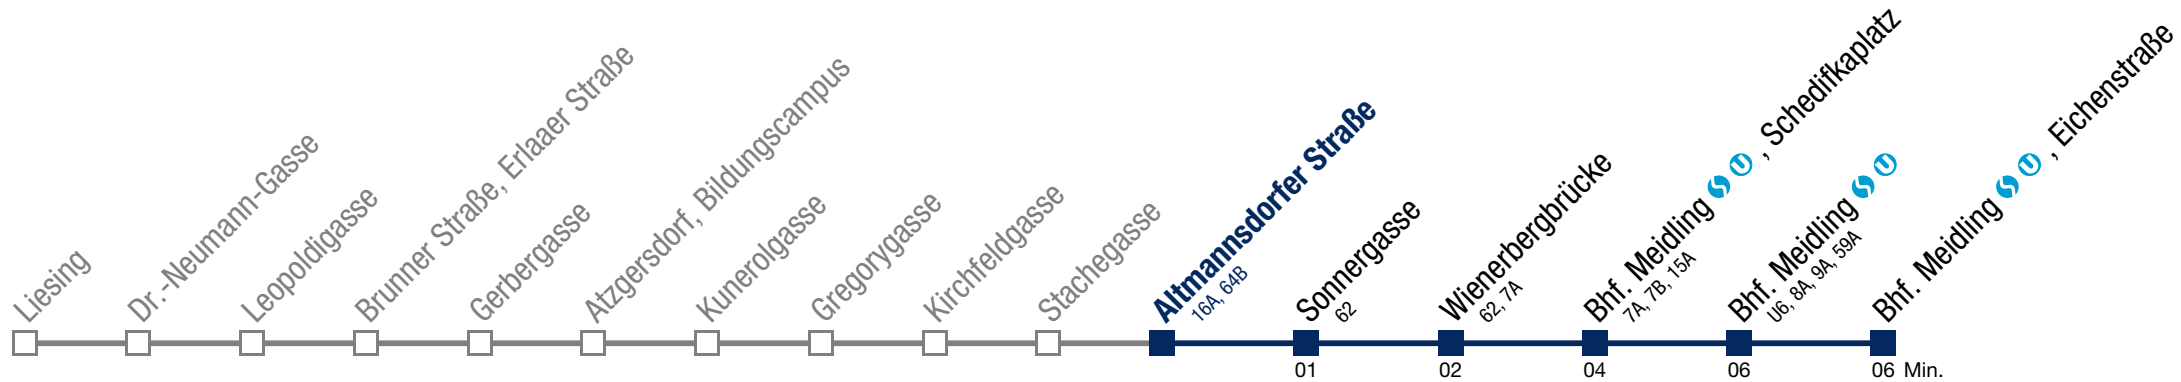 Liesing
Dr.-Neumann-Gasse
Leopoldigasse
Brunner Straße, Erlaaer Straße
Gerbergasse
Atzgersdorf, Bildungscampus
Kunerolgasse
Gregorygasse
Kirchfeldgasse
Stachegasse
Altmannsdorfer Straße
16A, 64B
Sonnergasse
62
Wienerbergbrücke
62, 7A
Bhf. Meidling S U , Schedifkaplatz
7A, 7B, 15A
Bhf. Meidling S U
U6, 8A, 9A, 59A
Bhf. Meidling S U , Eichenstraße
01 02 04 06 06 Min.